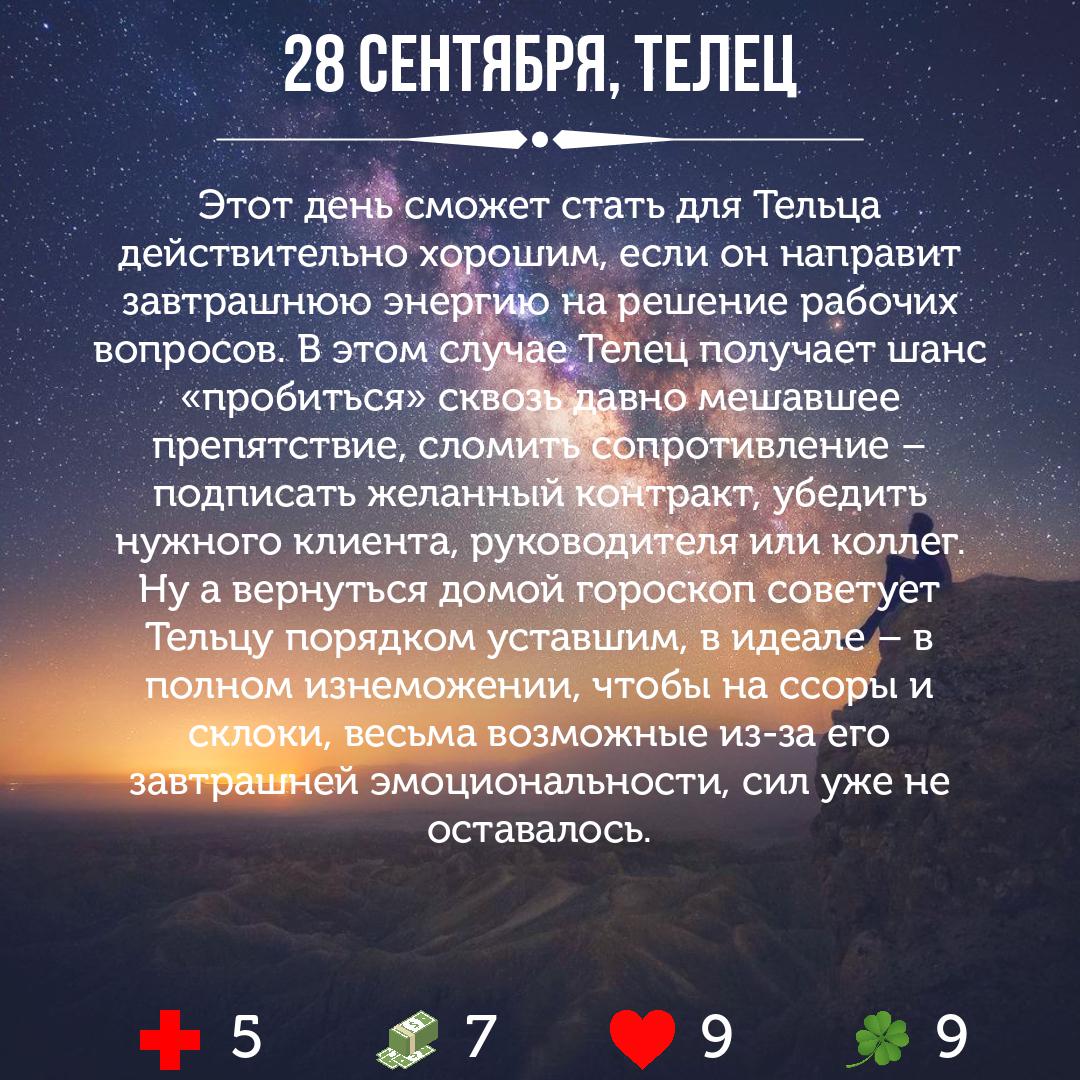 28 СЕНТЯБРЯ, ТЕЛЕЦ
Этот день сможет стать для Тельца
действительно хорошим, если он направит
завтрашнюю энергию на решение рабочих
вопросов. В этом случае Телец получает шанс
«пробиться» сквозь давно мешавшее
препятствие, сломить сопротивление –
подписать желанный контракт, убедить
нужного клиента, руководителя или коллег.
Ну а вернуться домой гороскоп советует
Тельцу порядком уставшим, в идеале – в
полном изнеможении, чтобы на ссоры и
склоки, весьма возможные из-за его
завтрашней эмоциональности, сил уже не
оставалось.
5 7 9 9